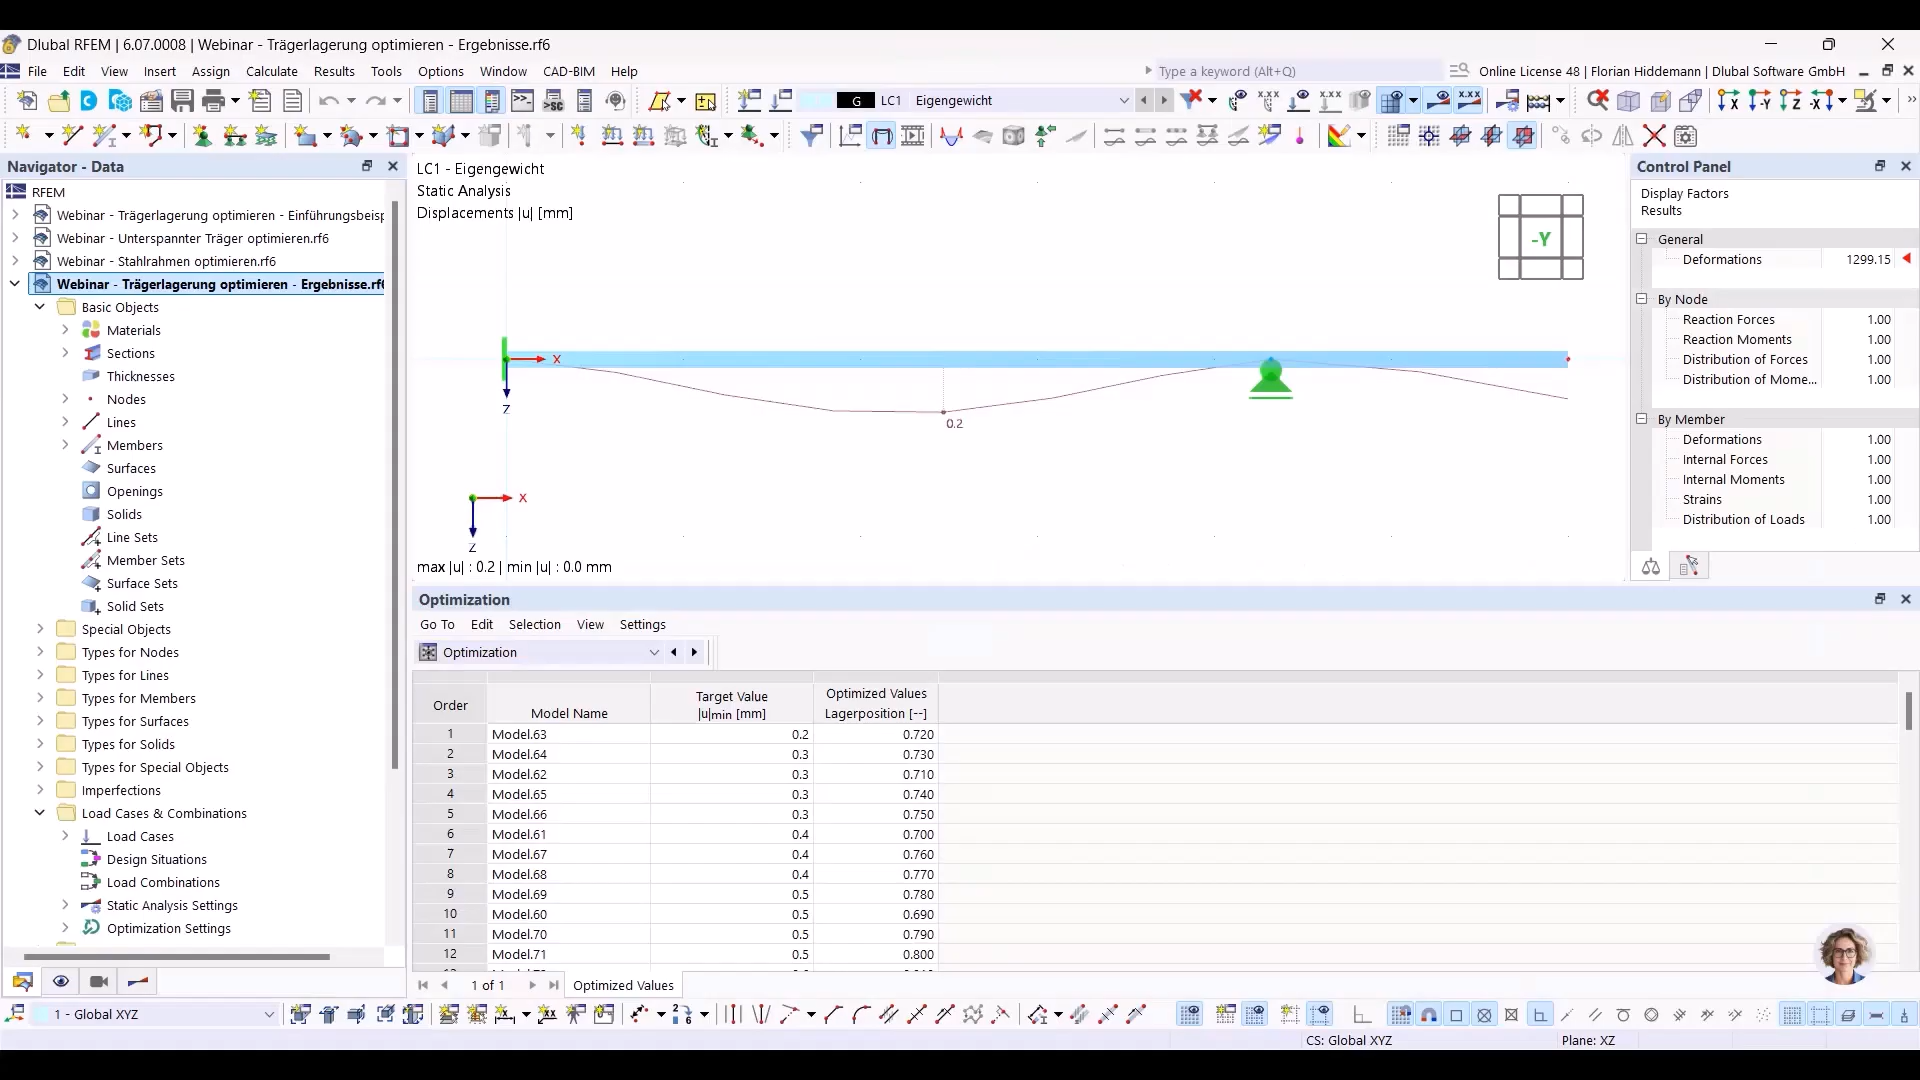 Dlubal RFEM | 6.07.0008 | Webinar - Trägerlagerung optimieren - Ergebnisse.rf6
File Edit View Insert Assign Calculate Results Tools Options Window CAD-BIM Help
Type a keyword (Alt+Q)
Online License 48 | Florian Hiddemann | Dlubal Software GmbH
G LC1 Eigengewicht
Navigator - Data
RFEM
Webinar - Trägerlagerung optimieren - Einführungsbeisp
Webinar - Unterspannter Träger optimieren.rf6
Webinar - Stahlrahmen optimieren.rf6
Webinar - Trägerlagerung optimieren - Ergebnisse.rf6
Basic Objects
Materials
Sections
Thicknesses
Nodes
Lines
Members
Surfaces
Openings
Solids
Line Sets
Member Sets
Surface Sets
Solid Sets
Special Objects
Types for Nodes
Types for Lines
Types for Members
Types for Surfaces
Types for Solids
Types for Special Objects
Imperfections
Load Cases & Combinations
Load Cases
Design Situations
Load Combinations
Static Analysis Settings
Optimization Settings
1 - Global XYZ
LC1 - Eigengewicht
Static Analysis
Displacements |u| [mm]
-Y
X
Z
0.2
X
Z
max |u| : 0.2 | min |u| : 0.0 mm
Control Panel
Display Factors
Results
General
Deformations 1299.15
By Node
Reaction Forces 1.00
Reaction Moments 1.00
Distribution of Forces 1.00
Distribution of Mome... 1.00
By Member
Deformations 1.00
Internal Forces 1.00
Internal Moments 1.00
Strains 1.00
Distribution of Loads 1.00
Optimization
Go To Edit Selection View Settings
Optimization
Order Model Name Target Value |u|min [mm] Optimized Values Lagerposition [--]
1 Model.63 0.2 0.720
2 Model.64 0.3 0.730
3 Model.62 0.3 0.710
4 Model.65 0.3 0.740
5 Model.66 0.3 0.750
6 Model.61 0.4 0.700
7 Model.67 0.4 0.760
8 Model.68 0.4 0.770
9 Model.69 0.5 0.780
10 Model.60 0.5 0.690
11 Model.70 0.5 0.790
12 Model.71 0.5 0.800
1 of 1 Optimized Values
CS: Global XYZ Plane: XZ